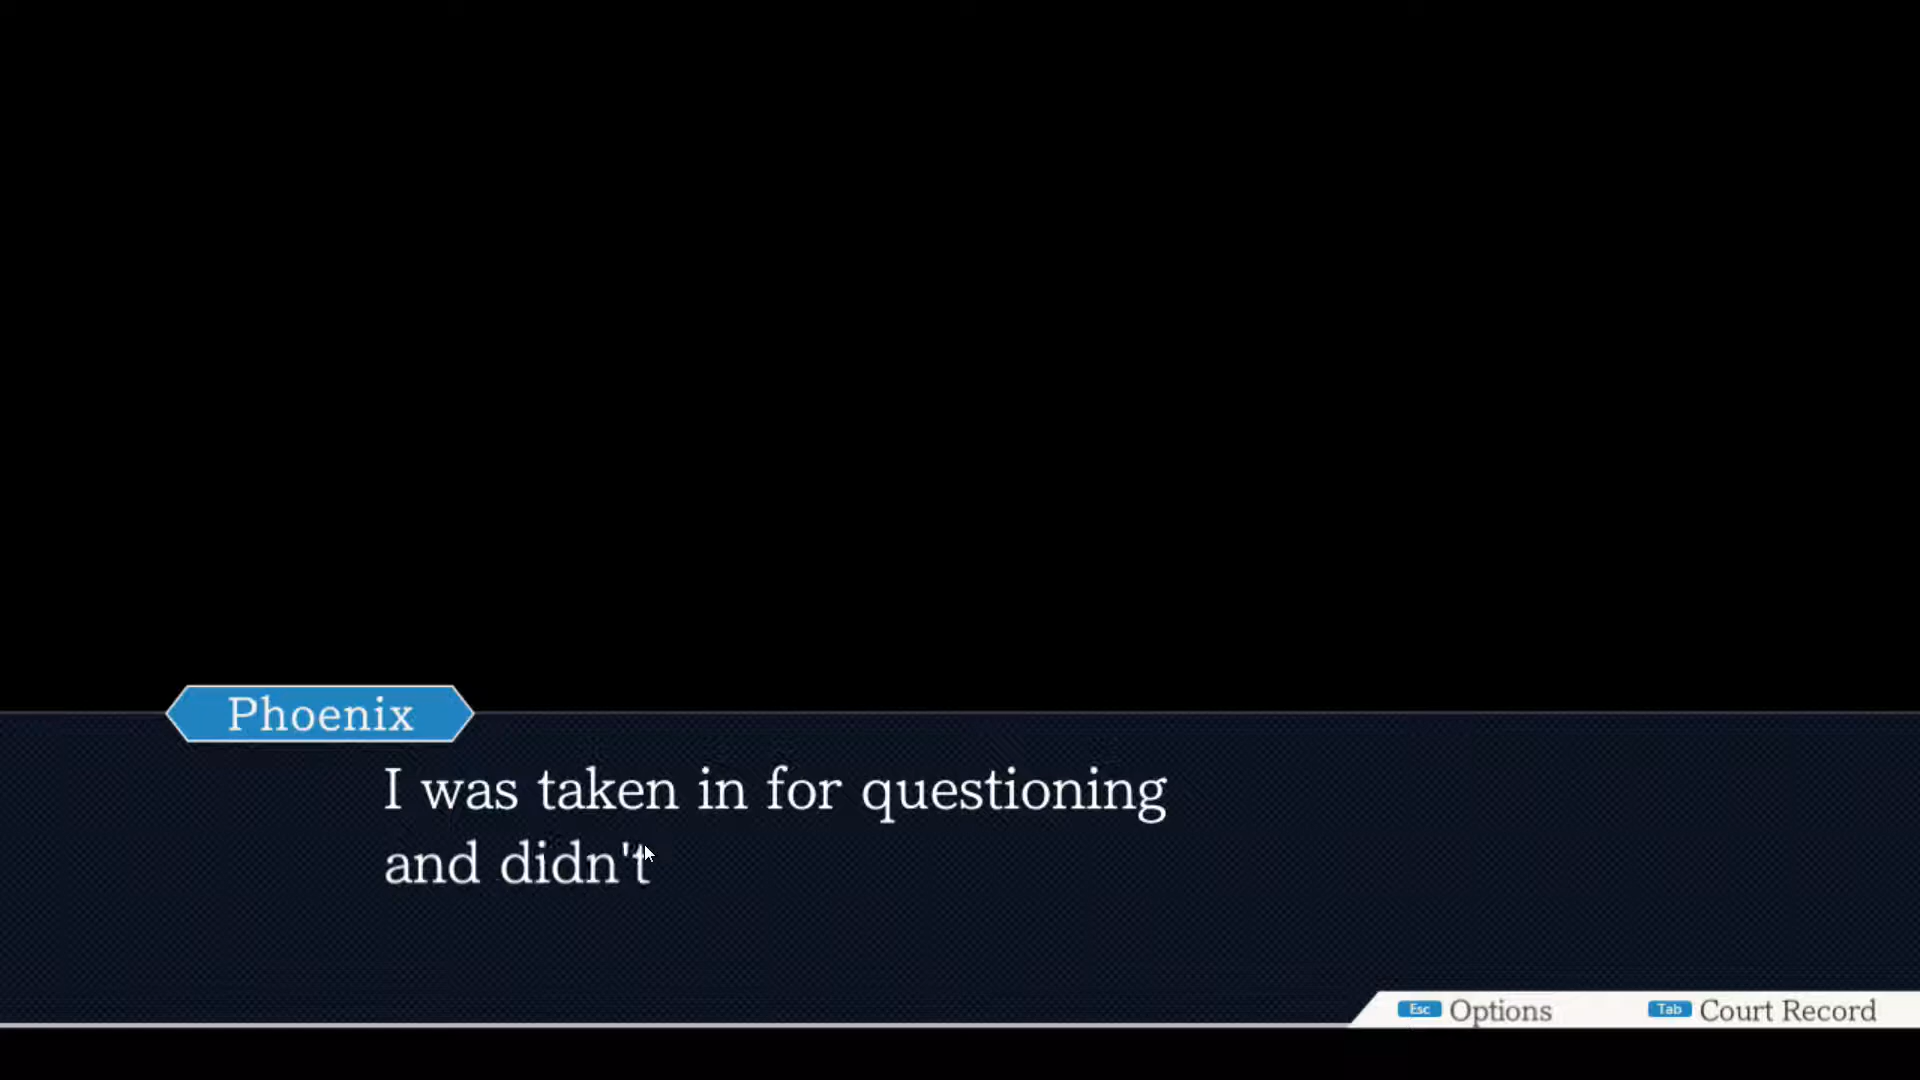 Phoenix
I was taken in for questioning
and didn't
Esc Options Tab Court Record